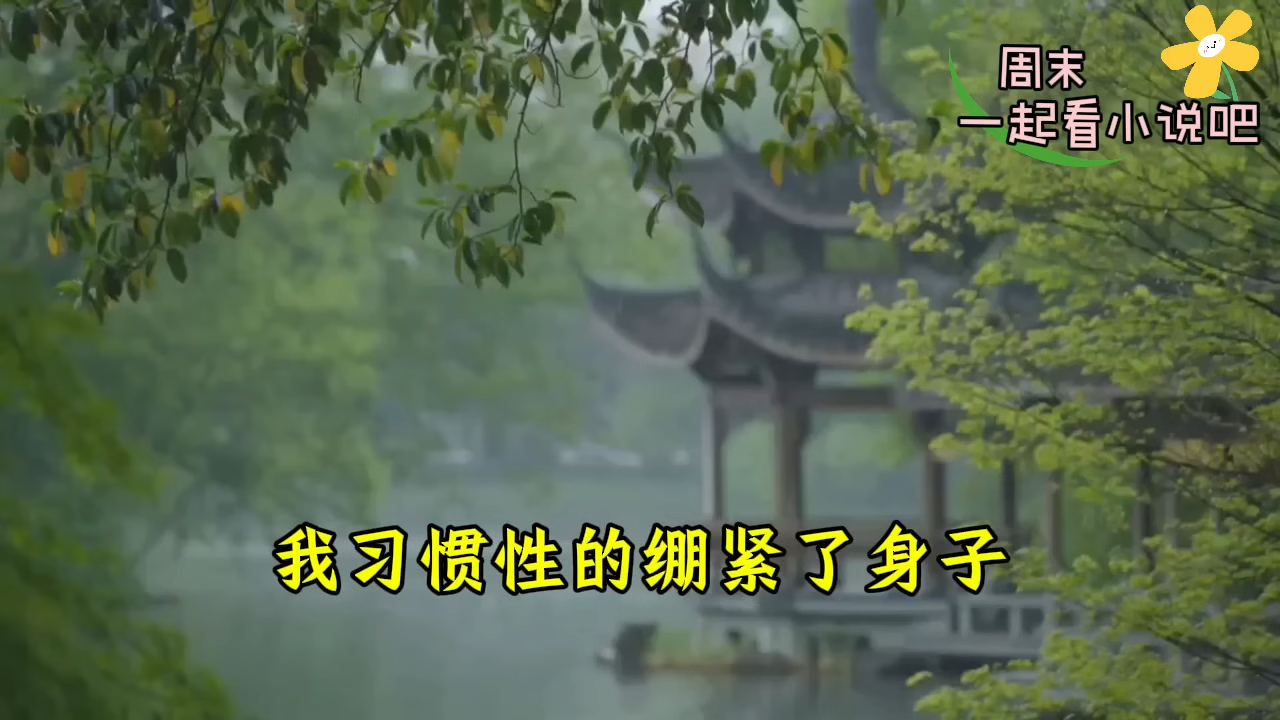 周末
一起看小说吧
我习惯性的绷紧了身子